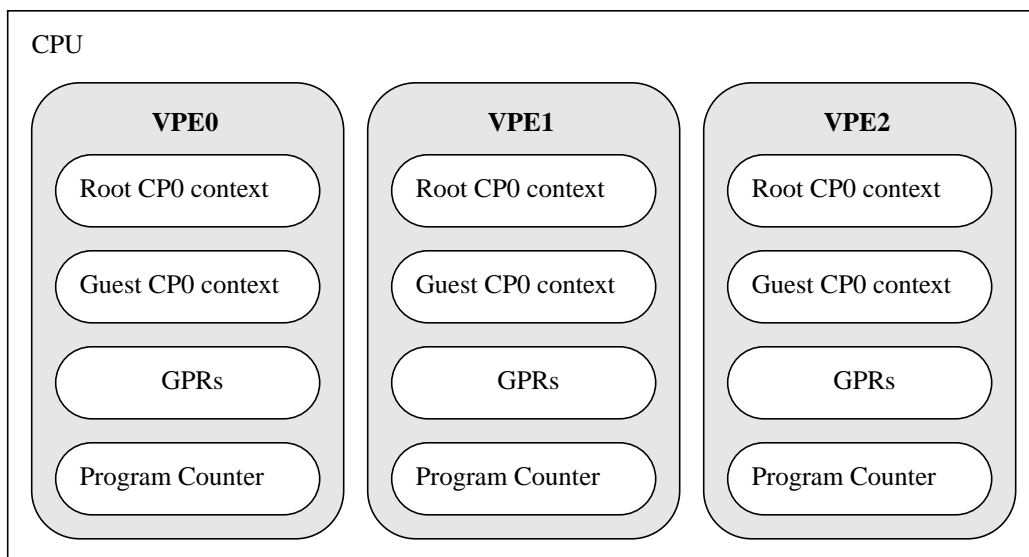 CPU
VPE0
Root CP0 context
Guest CP0 context
GPRs
Program Counter
VPE1
Root CP0 context
Guest CP0 context
GPRs
Program Counter
VPE2
Root CP0 context
Guest CP0 context
GPRs
Program Counter